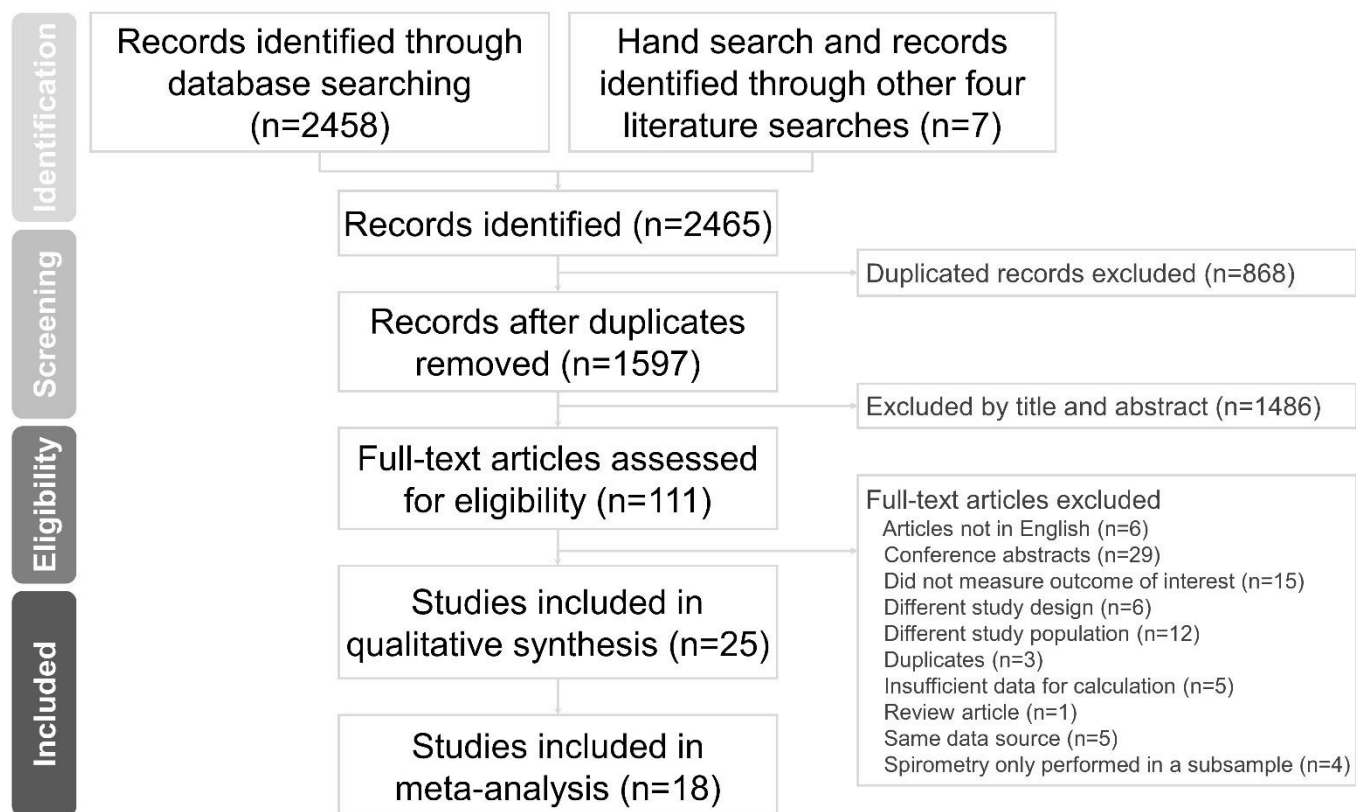 Identification
Records identified through
database searching
(n=2458)
Hand search and records
identified through other four
literature searches (n=7)
Records identified (n=2465)
Screening
Duplicated records excluded (n=868)
Records after duplicates
removed (n=1597)
Excluded by title and abstract (n=1486)
Eligibility
Full-text articles assessed
for eligibility (n=111)
Full-text articles excluded
Articles not in English (n=6)
Conference abstracts (n=29)
Did not measure outcome of interest (n=15)
Different study design (n=6)
Different study population (n=12)
Duplicates (n=3)
Insufficient data for calculation (n=5)
Review article (n=1)
Same data source (n=5)
Spirometry only performed in a subsample (n=4)
Included
Studies included in
qualitative synthesis (n=25)
Studies included in
meta-analysis (n=18)